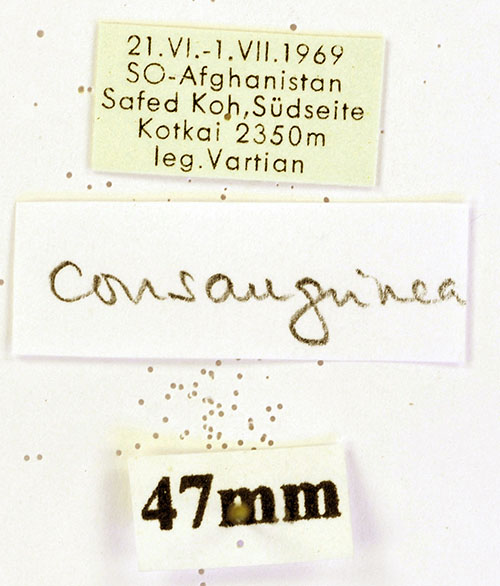 21.VI.-1.VII.1969
SO-Afghanistan
Safed Koh,Südseite
Kotkai 2350m
leg.Vartian
consanguinea
47mm